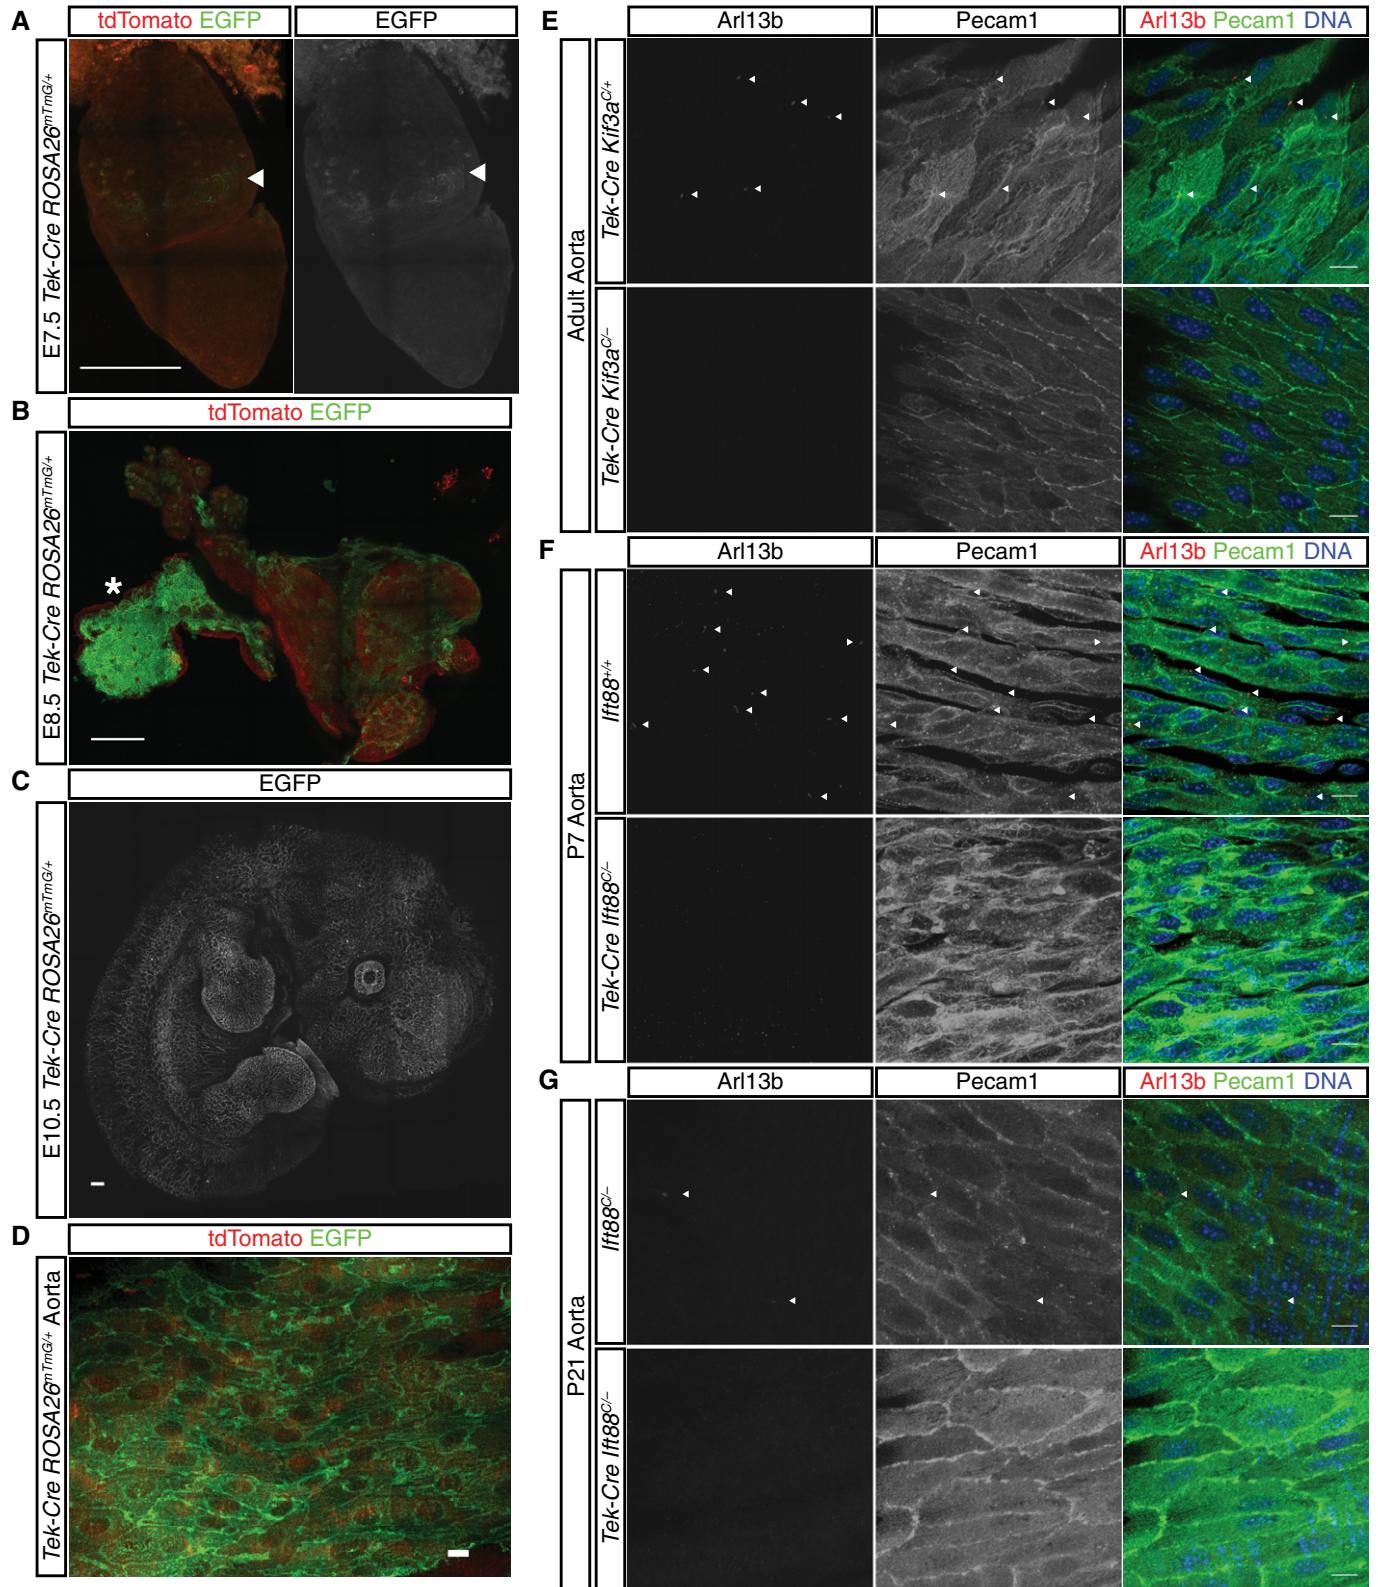 A
tdTomato EGFP
EGFP
E7.5 Tek-Cre ROSA26mTmG/+
B
tdTomato EGFP
E8.5 Tek-Cre ROSA26mTmG/+
*
C
EGFP
E10.5 Tek-Cre ROSA26mTmG/+
D
tdTomato EGFP
Tek-Cre ROSA26mTmG/+ Aorta
E
Arl13b
Pecam1
Arl13b Pecam1 DNA
Adult Aorta
Tek-Cre Kif3aC/+
Tek-Cre Kif3aC/–
F
Arl13b
Pecam1
Arl13b Pecam1 DNA
P7 Aorta
Ift88+/+
Tek-Cre Ift88C/–
G
Arl13b
Pecam1
Arl13b Pecam1 DNA
P21 Aorta
Ift88C/–
Tek-Cre Ift88C/–